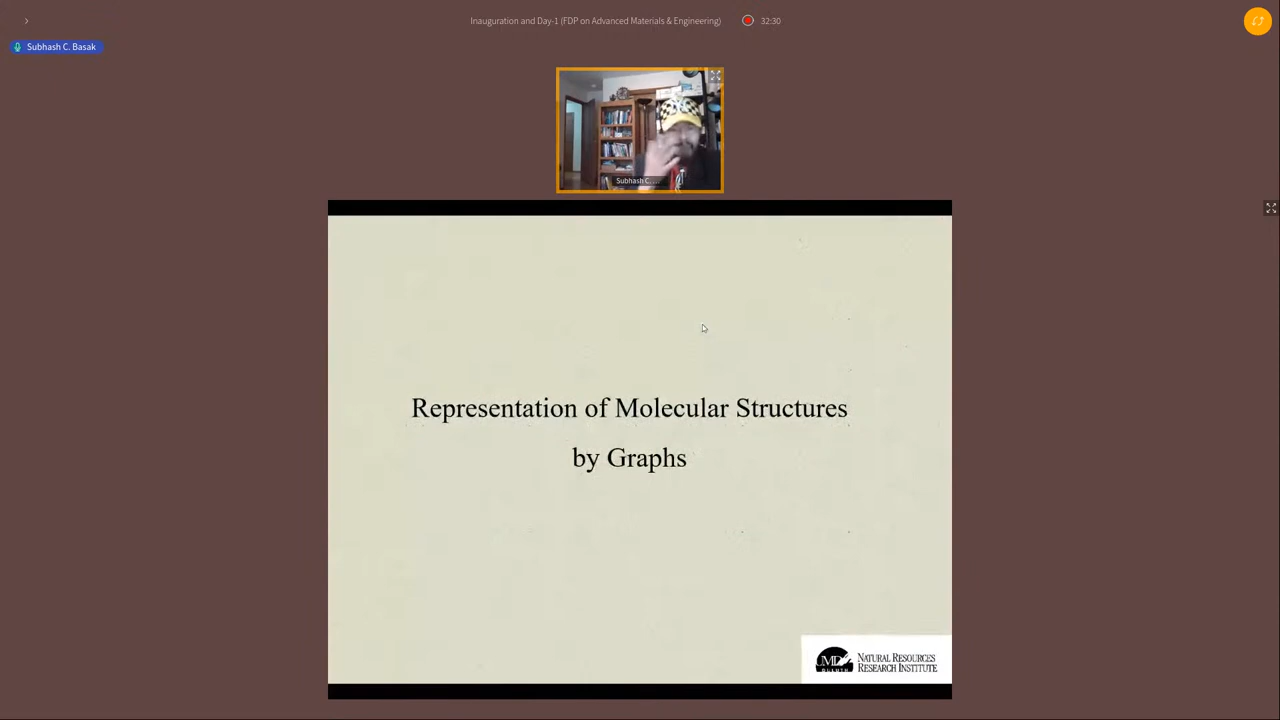 Inauguration and Day-1 (FDP on Advanced Materials & Engineering)
32:30
Subhash C. Basak
Subhash C. ...
Representation of Molecular Structures
by Graphs
NATURAL RESOURCES
RESEARCH INSTITUTE